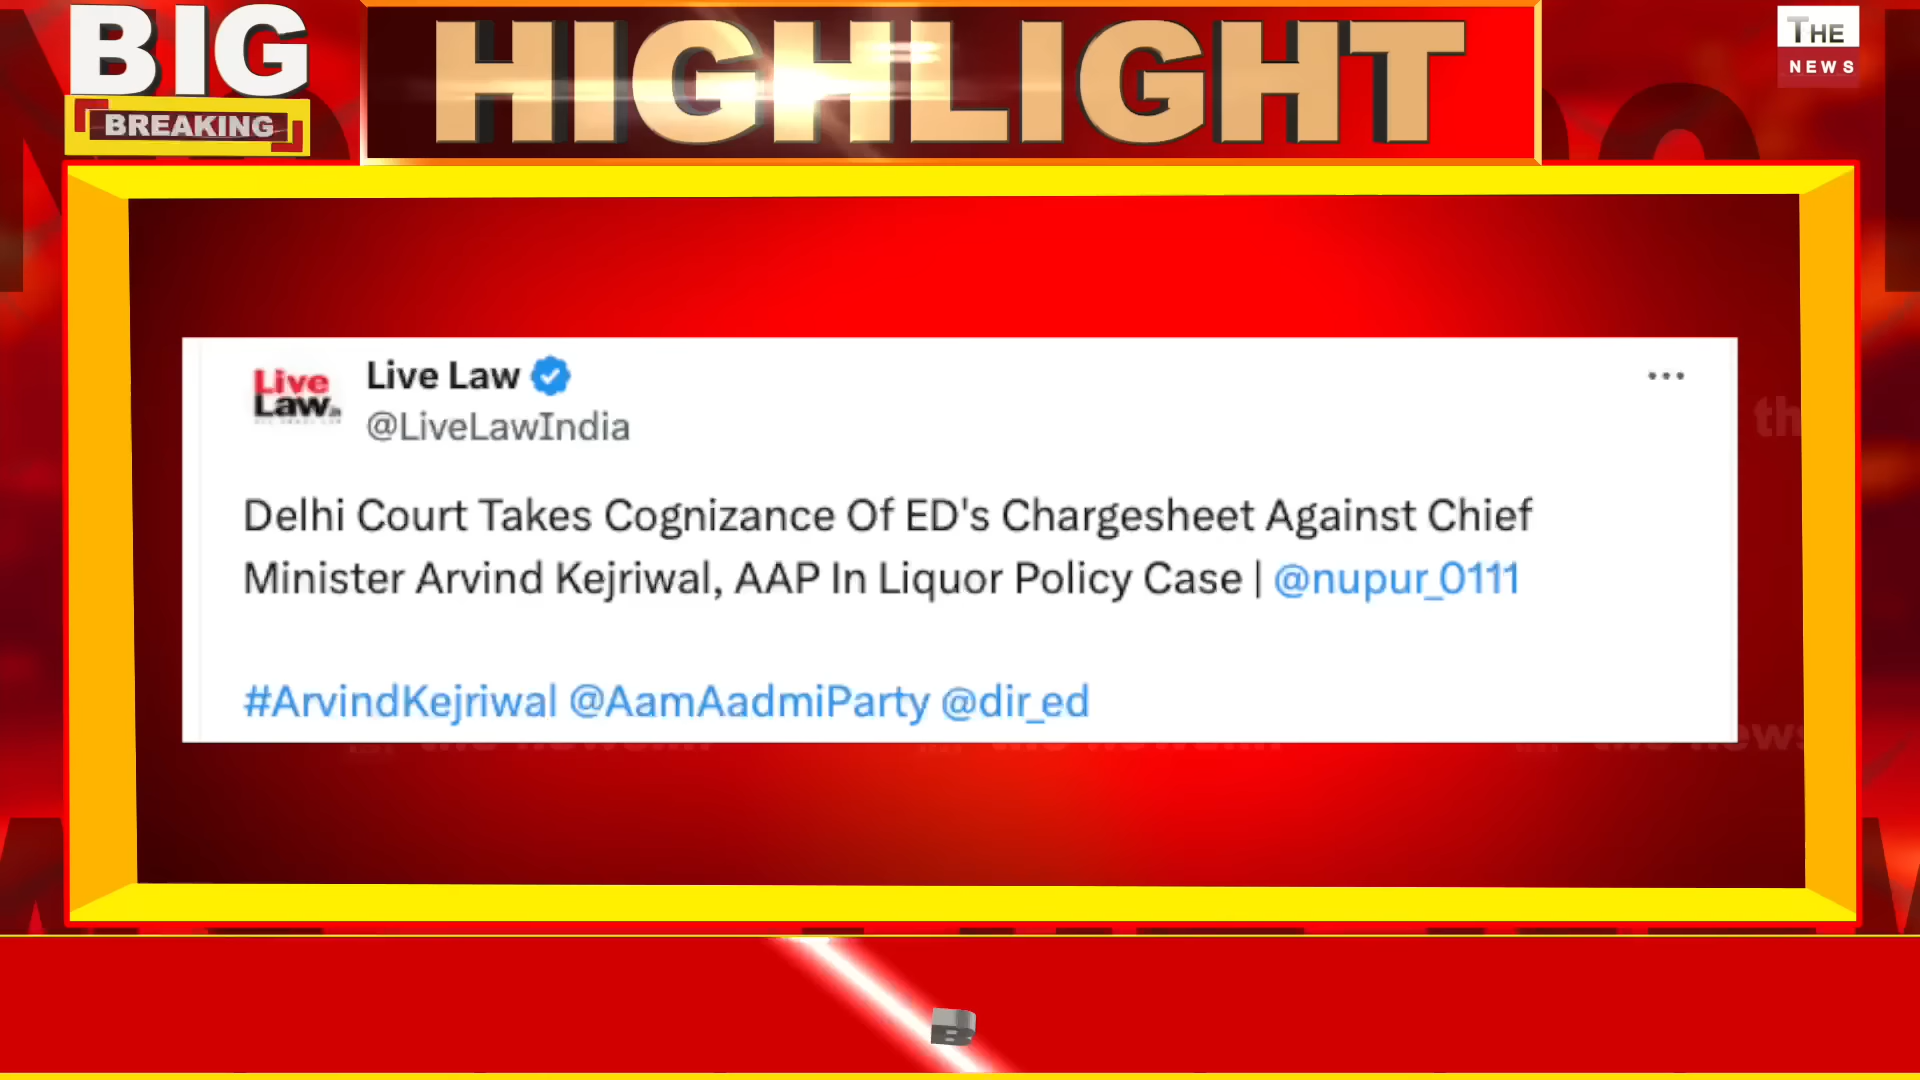 BIG
BREAKING
HIGHLIGHT
THE
NEWS
Live
Law.in
Live Law
@LiveLawIndia
Delhi Court Takes Cognizance Of ED's Chargesheet Against Chief
Minister Arvind Kejriwal, AAP In Liquor Policy Case | @nupur_0111
#ArvindKejriwal @AamAadmiParty @dir_ed
B